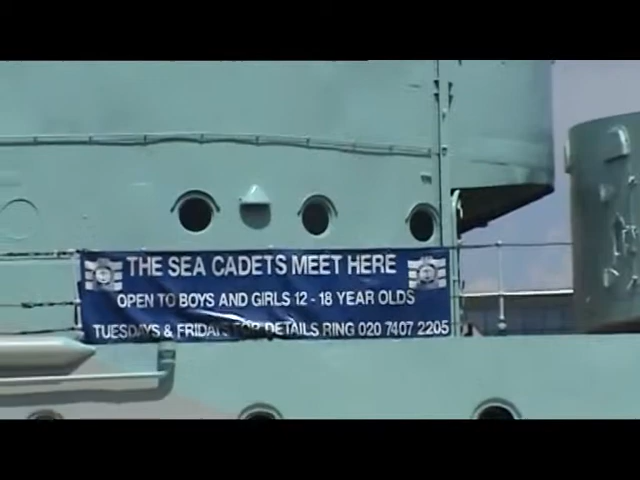 THE SEA CADETS MEET HERE
OPEN TO BOYS AND GIRLS 12 - 18 YEAR OLDS
TUESDAYS & FRIDAYS DETAILS RING 020 7407 2205